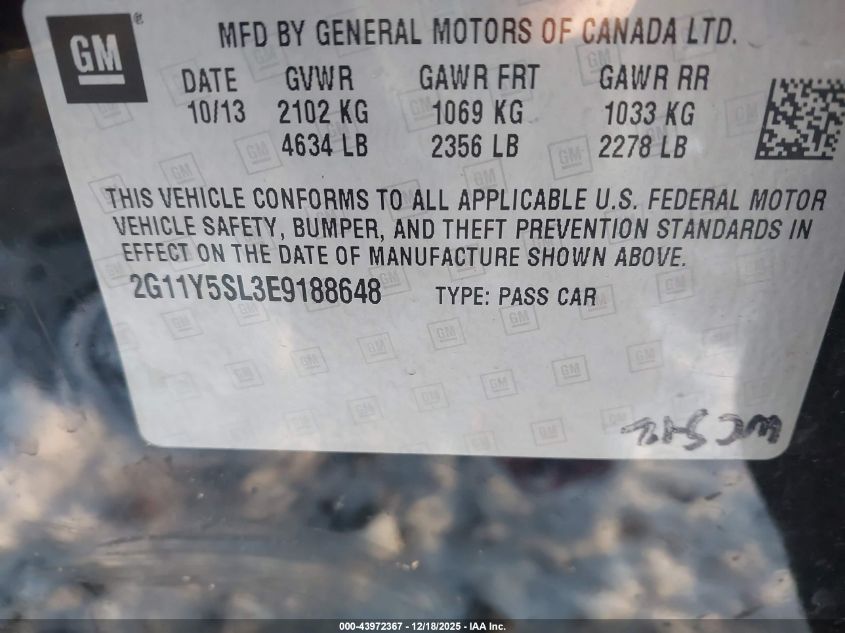 GM®
MFD BY GENERAL MOTORS OF CANADA LTD.
DATE GVWR GAWR FRT GAWR RR
10/13 2102 KG 1069 KG 1033 KG
4634 LB 2356 LB 2278 LB
THIS VEHICLE CONFORMS TO ALL APPLICABLE U.S. FEDERAL MOTOR
VEHICLE SAFETY, BUMPER, AND THEFT PREVENTION STANDARDS IN
EFFECT ON THE DATE OF MANUFACTURE SHOWN ABOVE.
2G11Y5SL3E9188648 TYPE: PASS CAR
000-43972367 - 12/18/2025 - IAA Inc.